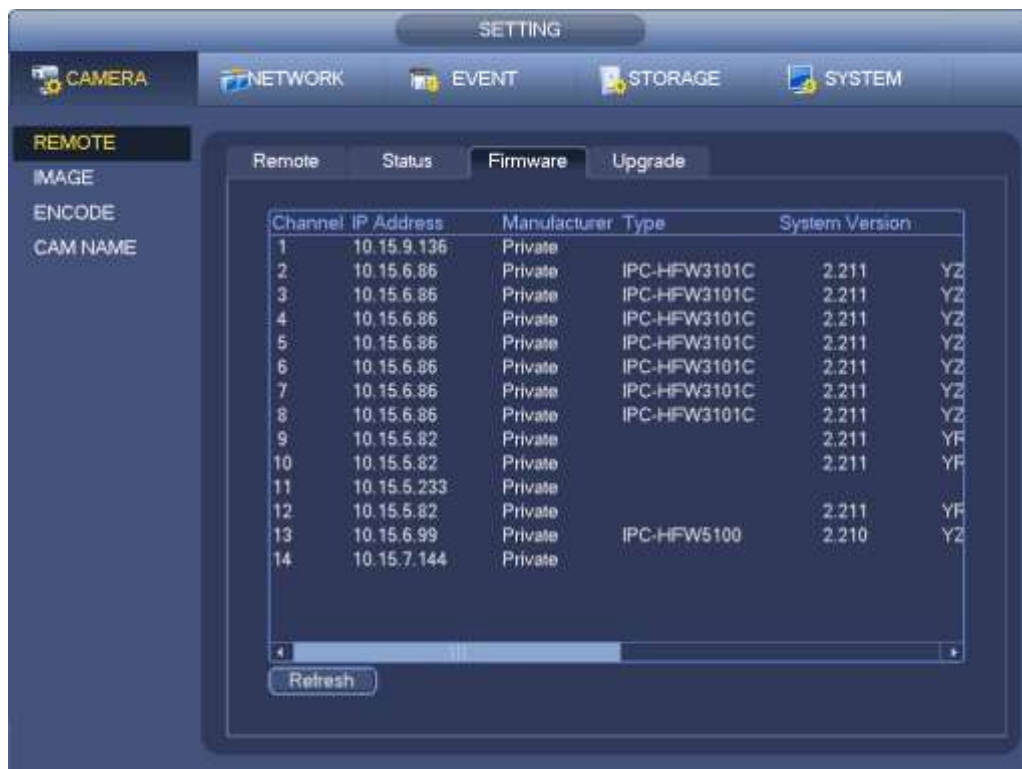 SETTING
CAMERA NETWORK EVENT STORAGE SYSTEM
REMOTE
IMAGE
ENCODE
CAM NAME
Remote Status Firmware Upgrade
Channel IP Address Manufacturer Type System Version
1 10.15.9.136 Private
2 10.15.6.86 Private IPC-HFW3101C 2.211 YZ
3 10.15.6.86 Private IPC-HFW3101C 2.211 YZ
4 10.15.6.86 Private IPC-HFW3101C 2.211 YZ
5 10.15.6.86 Private IPC-HFW3101C 2.211 YZ
6 10.15.6.86 Private IPC-HFW3101C 2.211 YZ
7 10.15.6.86 Private IPC-HFW3101C 2.211 YZ
8 10.15.6.86 Private IPC-HFW3101C 2.211 YZ
9 10.15.5.82 Private 2.211
10 10.15.5.82 Private 2.211
11 10.15.5.233 Private
12 10.15.5.82 Private 2.211
13 10.15.6.99 Private IPC-HFW5100 2.210 YZ
14 10.15.7.144 Private
Refresh